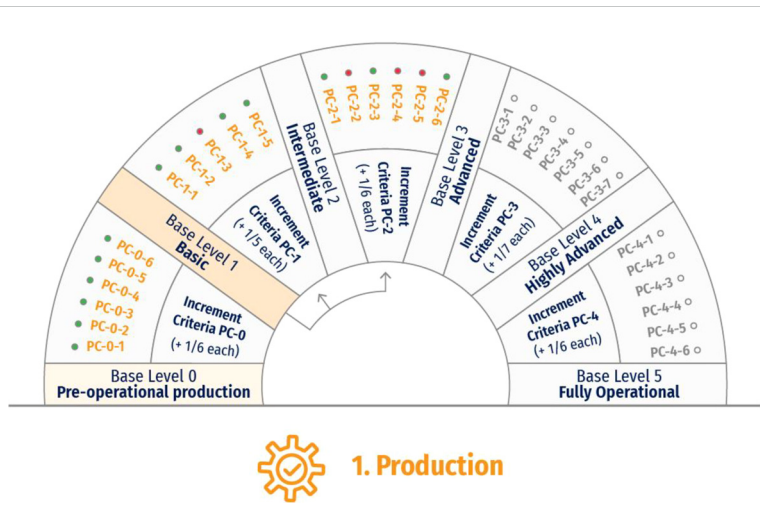 Base Level 0
Pre-operational production
PC-0-1
PC-0-2
PC-0-3
PC-0-4
PC-0-5
PC-0-6
Increment
Criteria PC-0
(+ 1/6 each)
Base Level 1
Basic
PC-1-1
PC-1-2
PC-1-3
PC-1-4
PC-1-5
Increment
Criteria PC-1
(+ 1/5 each)
Base Level 2
Intermediate
PC-2-1
PC-2-2
PC-2-3
PC-2-4
PC-2-5
PC-2-6
Increment
Criteria PC-2
(+ 1/6 each)
Base Level 3
Advanced
PC-3-1
PC-3-2
PC-3-3
PC-3-4
PC-3-5
PC-3-6
PC-3-7
Increment
Criteria PC-3
(+ 1/7 each)
Base Level 4
Highly Advanced
PC-4-1
PC-4-2
PC-4-3
PC-4-4
PC-4-5
PC-4-6
Increment
Criteria PC-4
(+ 1/6 each)
Base Level 5
Fully Operational
1. Production